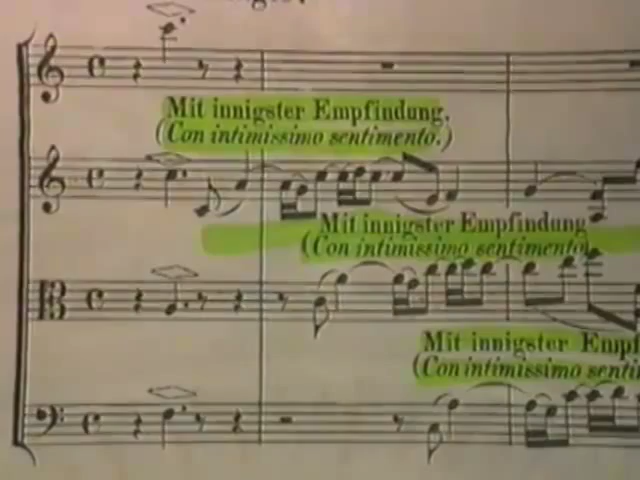 Mit innigster Empfindung.
(Con intimissimo sentimento.)
Mit innigster Empfindung
(Con intimissimo sentimento
Mit innigster
(Con intimissimo